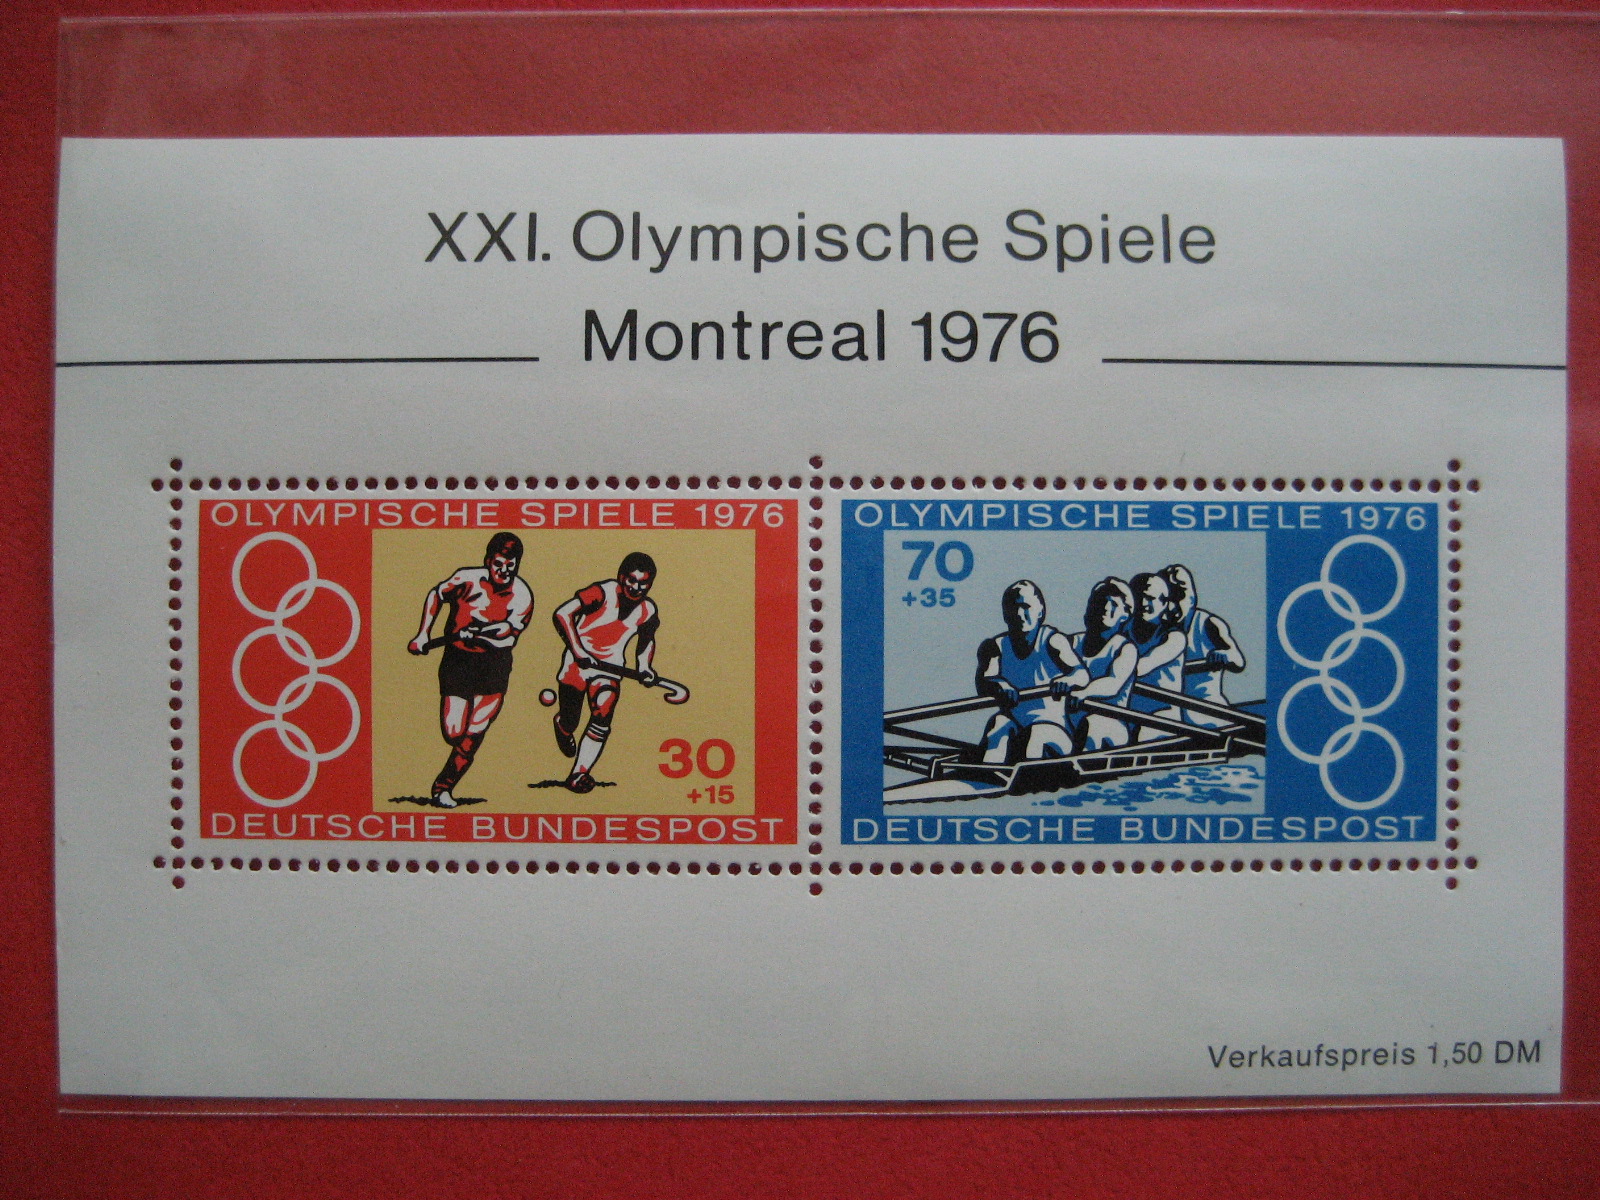 XXI. Olympische Spiele
Montreal 1976
OLYMPISCHE SPIELE 1976
30
+15
DEUTSCHE BUNDESPOST
OLYMPISCHE SPIELE 1976
70
+35
DEUTSCHE BUNDESPOST
Verkaufspreis 1,50 DM